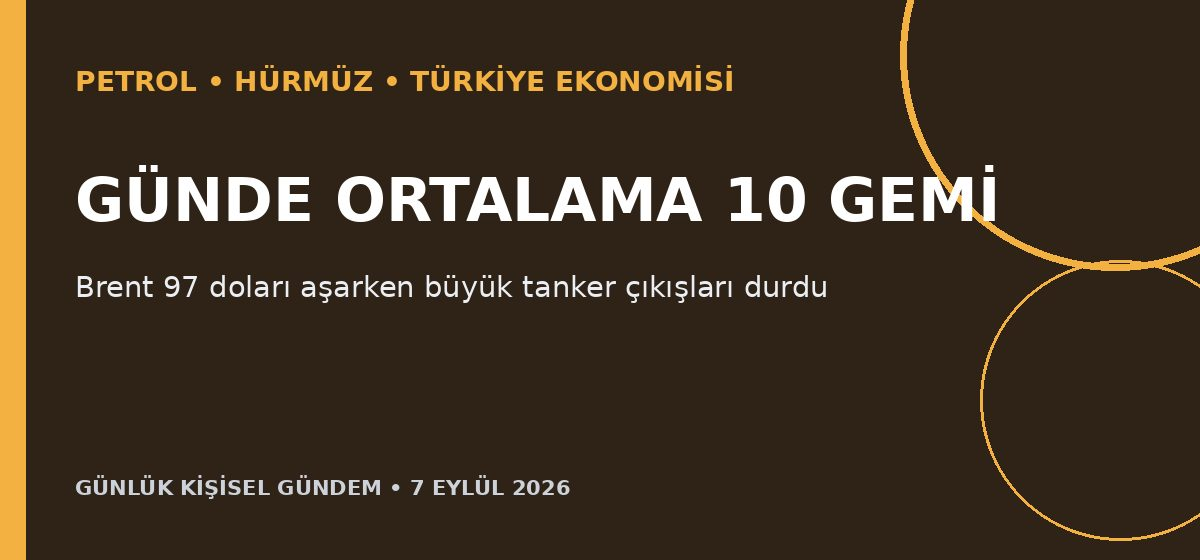 PETROL • HÜRMÜZ • TÜRKİYE EKONOMİSİ
GÜNDE ORTALAMA 10 GEMİ
Brent 97 doları aşarken büyük tanker çıkışları durdu
GÜNLÜK KİŞİSEL GÜNDEM • 7 EYLÜL 2026